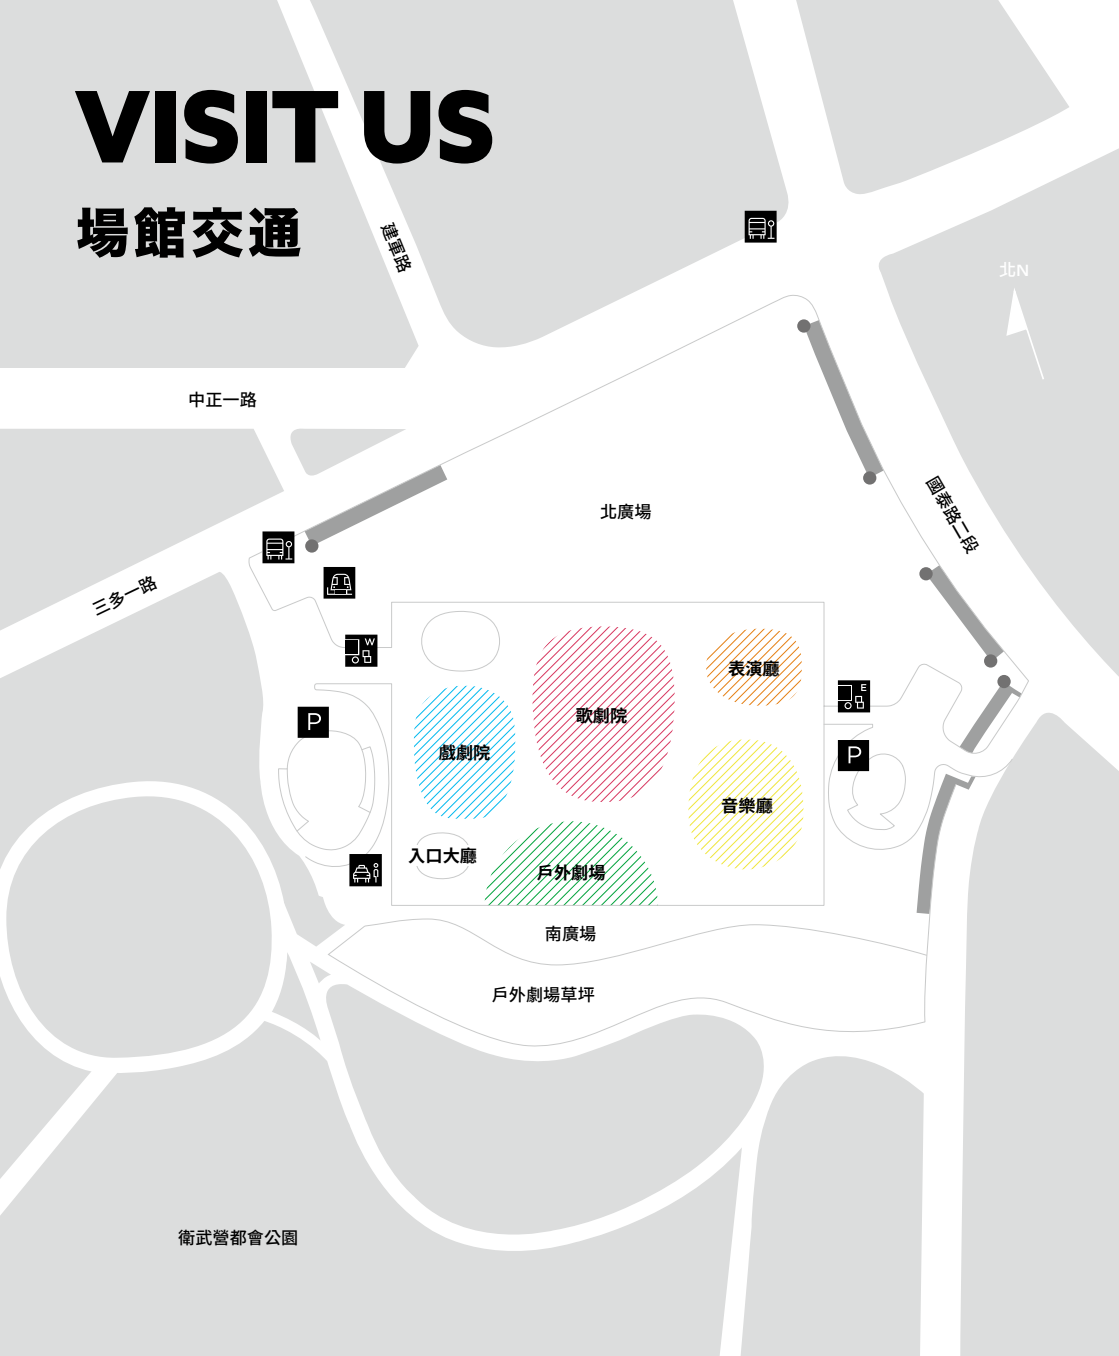 VISIT US
場館交通
建軍路
北N
中正一路
國泰路二段
北廣場
三多一路
W
表演廳
E
歌劇院
P
戲劇院
P
音樂廳
入口大廳
戶外劇場
南廣場
戶外劇場草坪
衛武營都會公園